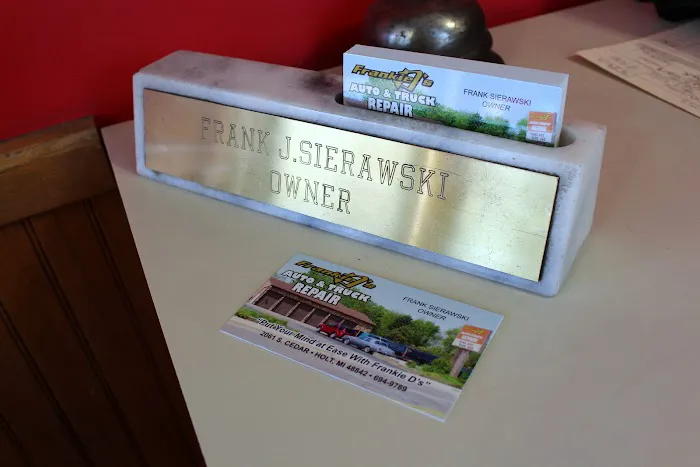 Frankie D's
AUTO & TRUCK
REPAIR
FRANK SIERAWSKI
OWNER
FRANK J. SIERAWSKI
OWNER
Frankie D's
AUTO & TRUCK
REPAIR
FRANK SIERAWSKI
OWNER
"Put Your Mind at Ease With Frankie D's"
2061 S. CEDAR • HOLT, MI 48842 • 694-9789